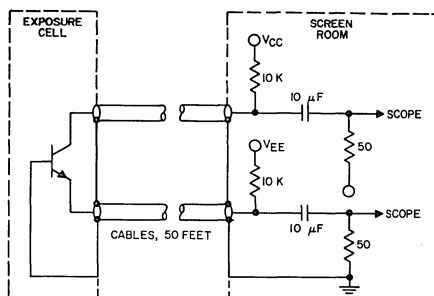 EXPOSURE
CELL
SCREEN
ROOM
VCC
10 K
10 µF
SCOPE
50
VEE
10 K
SCOPE
CABLES, 50 FEET
10 µF
50